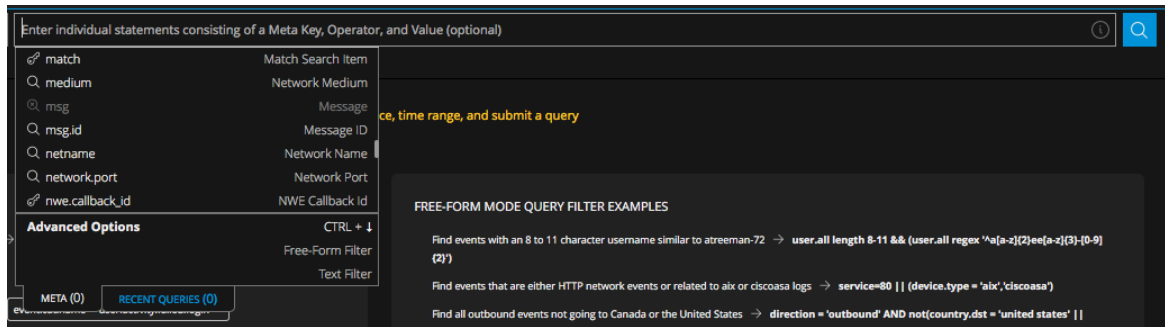 Enter individual statements consisting of a Meta Key, Operator, and Value (optional)
match Match Search Item
medium Network Medium
msg Message
msg.id Message ID
netname Network Name
network.port Network Port
nwe.callback_id NWE Callback Id
Advanced Options CTRL + ↓
Free-Form Filter
Text Filter
META (0) RECENT QUERIES (0)
ce, time range, and submit a query
FREE-FORM MODE QUERY FILTER EXAMPLES
Find events with an 8 to 11 character username similar to atreeman-72 → user.all length 8-11 && (user.all regex '^a[a-z]{2}ee[a-z]{3}-[0-9]
{2}')
Find events that are either HTTP network events or related to aix or ciscoasa logs → service=80 || (device.type = 'aix','ciscoasa')
Find all outbound events not going to Canada or the United States → direction = 'outbound' AND not(country.dst = 'united states' ||